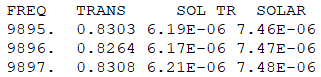 FREQ TRANS SOL TR SOLAR
9895. 0.8303 6.19E-06 7.46E-06
9896. 0.8264 6.17E-06 7.47E-06
9897. 0.8308 6.21E-06 7.48E-06